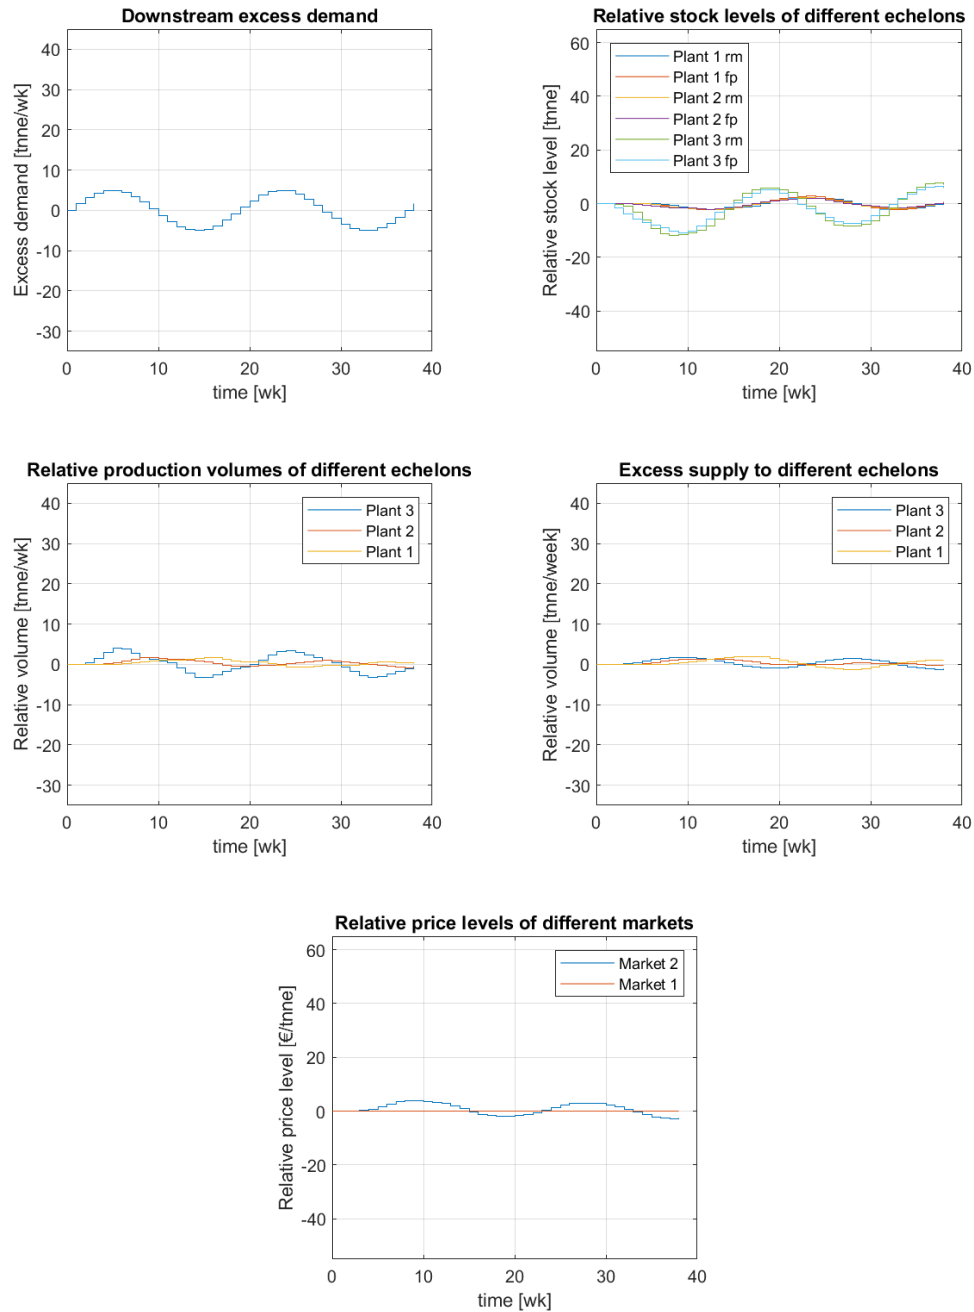 Downstream excess demand
40
30
20
10
0
-10
-20
-30
Excess demand [tnne/wk]
0 10 20 30 40
time [wk]
Relative stock levels of different echelons
60
40
20
0
-20
-40
Relative stock level [tnne]
Plant 1 rm
Plant 1 fp
Plant 2 rm
Plant 2 fp
Plant 3 rm
Plant 3 fp
0 10 20 30 40
time [wk]
Relative production volumes of different echelons
40
30
20
10
0
-10
-20
-30
Relative volume [tnne/wk]
Plant 3
Plant 2
Plant 1
0 10 20 30 40
time [wk]
Excess supply to different echelons
40
30
20
10
0
-10
-20
-30
Relative volume [tnne/week]
Plant 3
Plant 2
Plant 1
0 10 20 30 40
time [wk]
Relative price levels of different markets
60
40
20
0
-20
-40
Relative price level [€/tnne]
Market 2
Market 1
0 10 20 30 40
time [wk]